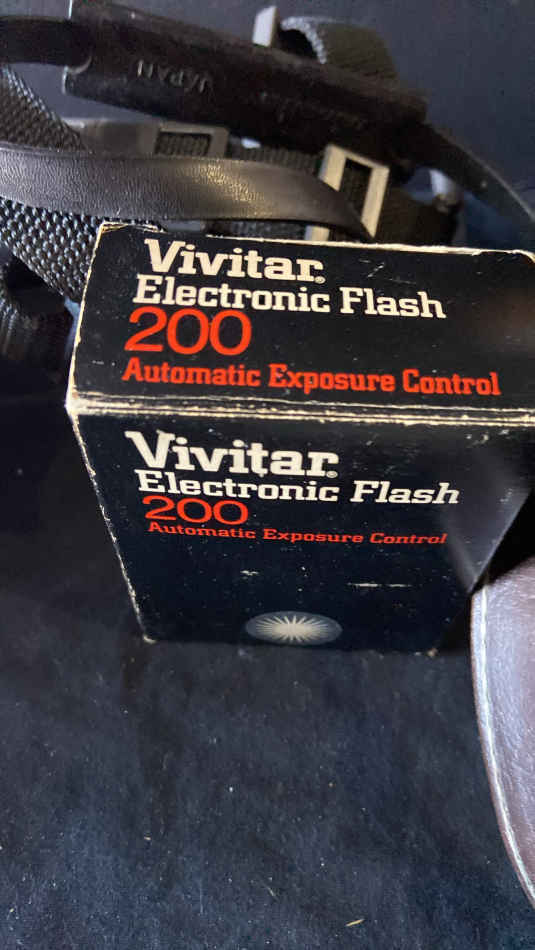 JAPAN
Vivitar®
Electronic Flash
200
Automatic Exposure Control
Vivitar®
Electronic Flash
200
Automatic Exposure Control